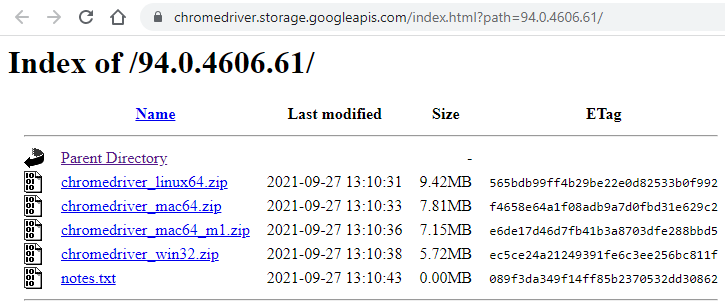 chromedriver.storage.googleapis.com/index.html?path=94.0.4606.61/
Index of /94.0.4606.61/
Name Last modified Size ETag
Parent Directory -
chromedriver_linux64.zip 2021-09-27 13:10:31 9.42MB 565bdb99ff4b29be22e0d82533b0f992
chromedriver_mac64.zip 2021-09-27 13:10:33 7.81MB f4658e64a1f08adb9a7d0fbd31e629c2
chromedriver_mac64_m1.zip 2021-09-27 13:10:36 7.15MB e6de17d46d7fb41b3a8703dfe288bbd5
chromedriver_win32.zip 2021-09-27 13:10:38 5.72MB ec5ce24a21249391fe6c3ee256bc811f
notes.txt 2021-09-27 13:10:43 0.00MB 089f3da349f14ff85b2370532dd30862